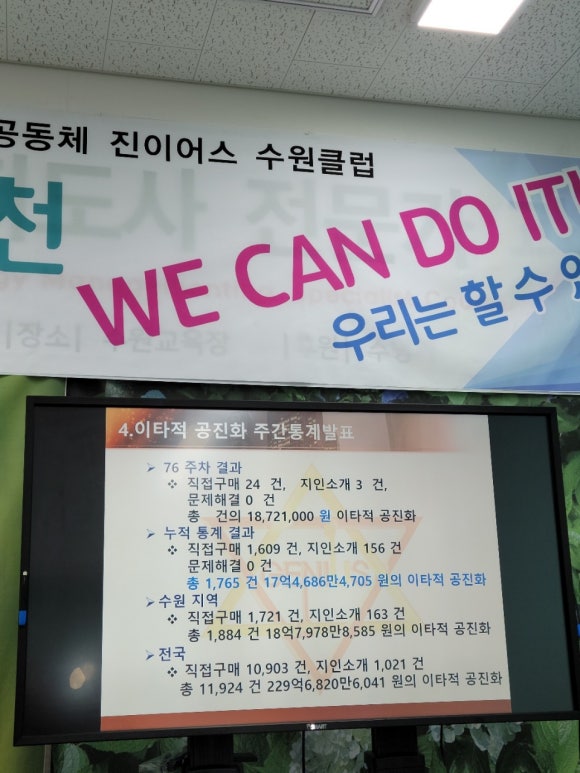 공동체 진이어스 수원클럽
천 WE CAN DO IT!
우리는 할 수
4.이타적 공진화 주간통계발표
➢ 76 주차 결과
❖ 직접구매 24 건, 지인소개 3 건,
문제해결 0 건
총 건의 18,721,000 원 이타적 공진화
➢ 누적 통계 결과
❖ 직접구매 1,609 건, 지인소개 156 건
문제해결 0 건
총 1,765 건 17억4,686만4,705 원의 이타적 공진화
➢ 수원 지역
❖ 직접구매 1,721 건, 지인소개 163 건
총 1,884 건 18억7,978만8,585 원의 이타적 공진화
➢ 전국
❖ 직접구매 10,903 건, 지인소개 1,021 건
총 11,924 건 229억6,820만6,041 원의 이타적 공진화